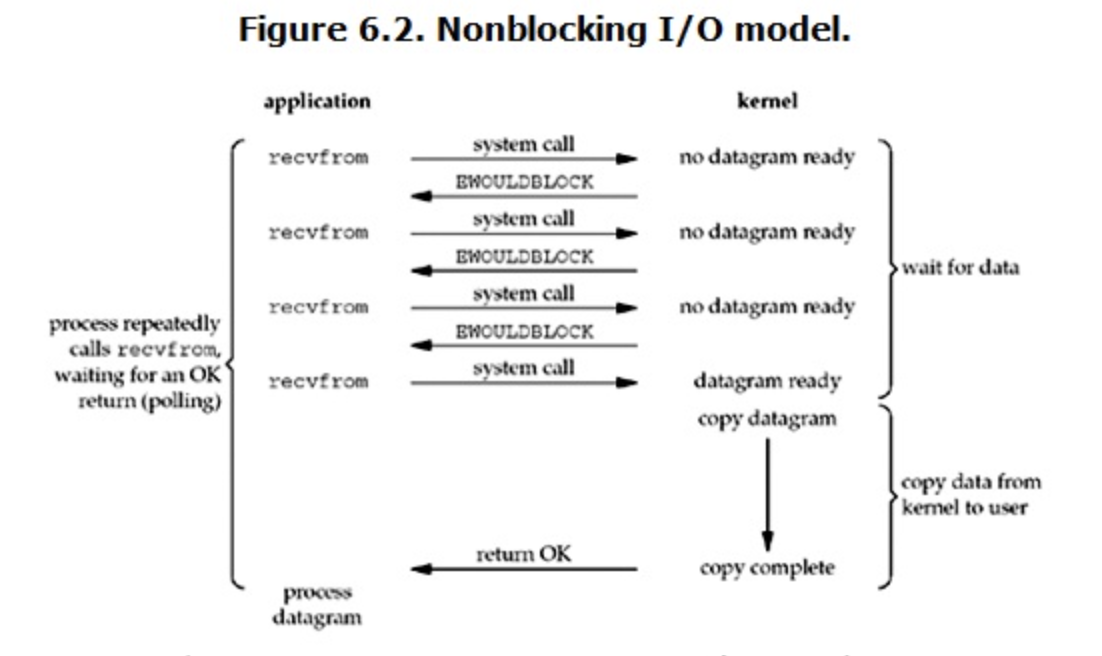 Figure 6.2. Nonblocking I/O model.
application
kernel
recvfrom
system call
no datagram ready
EWOULDBLOCK
recvfrom
system call
no datagram ready
EWOULDBLOCK
recvfrom
system call
no datagram ready
EWOULDBLOCK
recvfrom
system call
datagram ready
wait for data
process repeatedly
calls recvfrom,
waiting for an OK
return (polling)
copy datagram
copy data from
kernel to user
return OK
copy complete
process
datagram